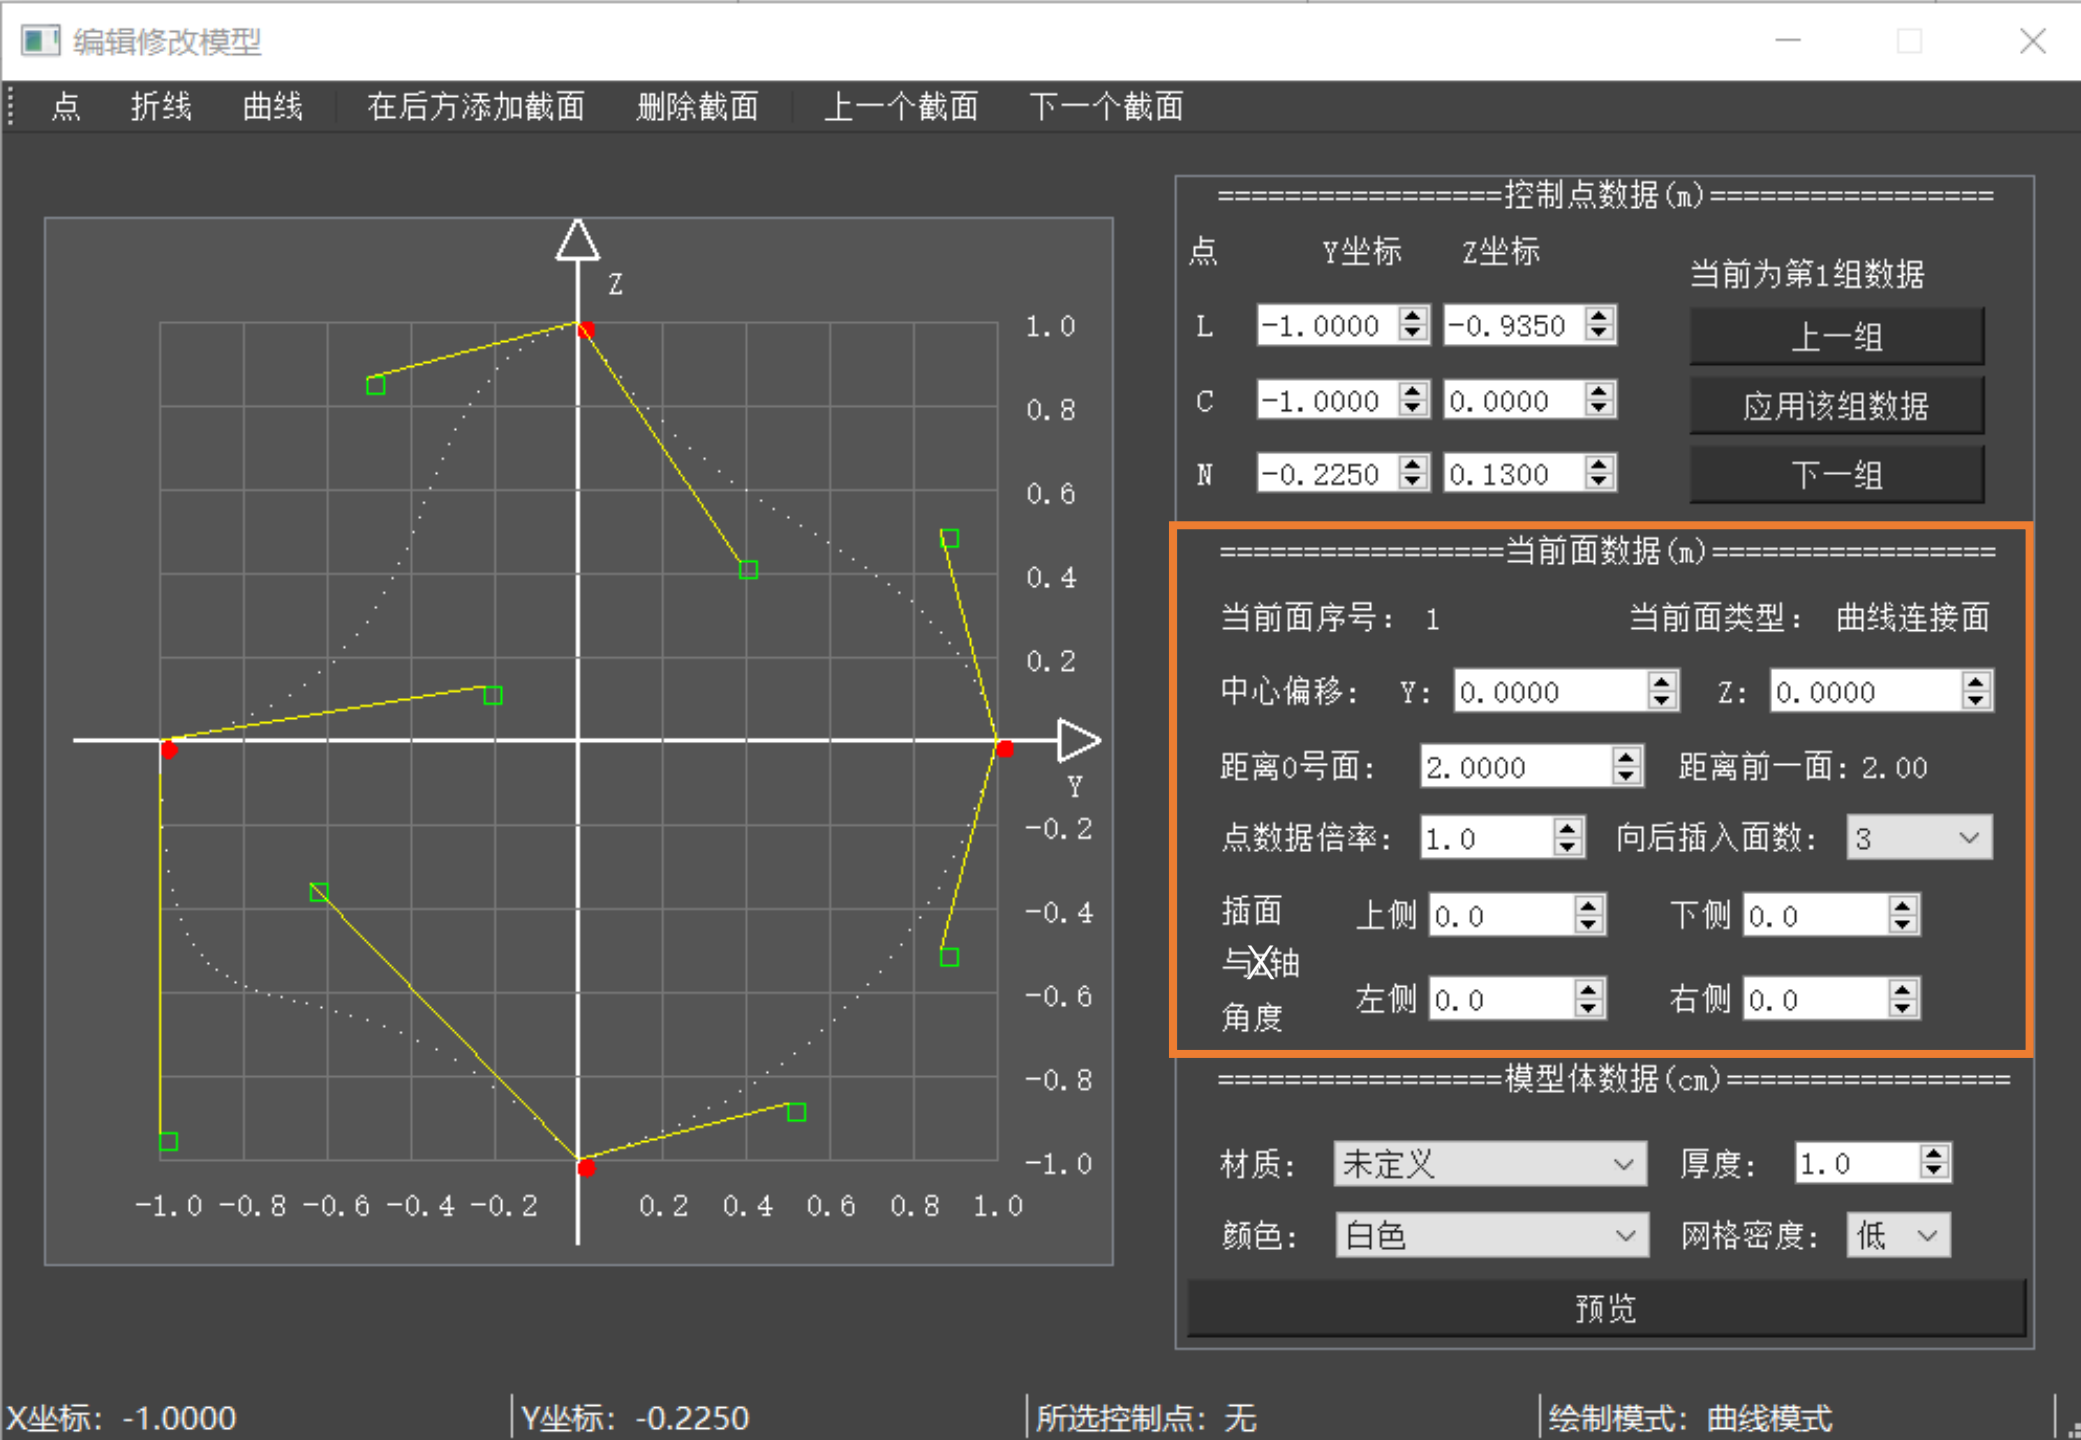 编辑修改模型
点 折线 曲线 在后方添加截面 删除截面 上一个截面 下一个截面
Z
1.0
0.8
0.6
0.4
0.2
Y
-0.2
-0.4
-0.6
-0.8
-1.0
-1.0 -0.8 -0.6 -0.4 -0.2 0.2 0.4 0.6 0.8 1.0
=================控制点数据(m)=================
点 Y坐标 Z坐标
当前为第1组数据
L -1.0000 -0.9350 上一组
C -1.0000 0.0000 应用该组数据
N -0.2250 0.1300 下一组
=================当前面数据(m)=================
当前面序号: 1 当前面类型: 曲线连接面
中心偏移: Y: 0.0000 Z: 0.0000
距离0号面: 2.0000 距离前一面: 2.00
点数据倍率: 1.0 向后插入面数: 3
插面 上侧 0.0 下侧 0.0
与X轴
角度 左侧 0.0 右侧 0.0
=================模型体数据(cm)=================
材质: 未定义 厚度: 1.0
颜色: 白色 网格密度: 低
预览
X坐标: -1.0000 Y坐标: -0.2250 所选控制点: 无 绘制模式: 曲线模式